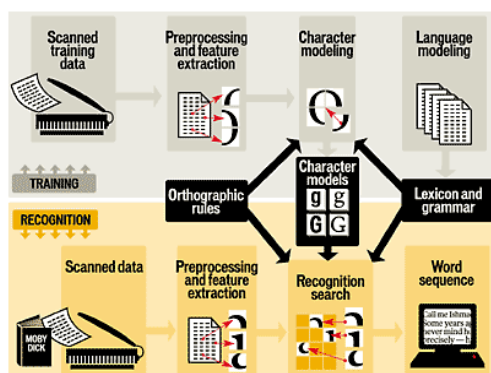 Scanned
training
data
Preprocessing
and feature
extraction
Character
modeling
Language
modeling
TRAINING
Orthographic
rules
Character
models
g g
G G
Lexicon and
grammar
RECOGNITION
Scanned data
Preprocessing
and feature
extraction
Recognition
search
Word
sequence
MOBY
DICK
Call me Ishma
Some years a
never mind h
precisely — h